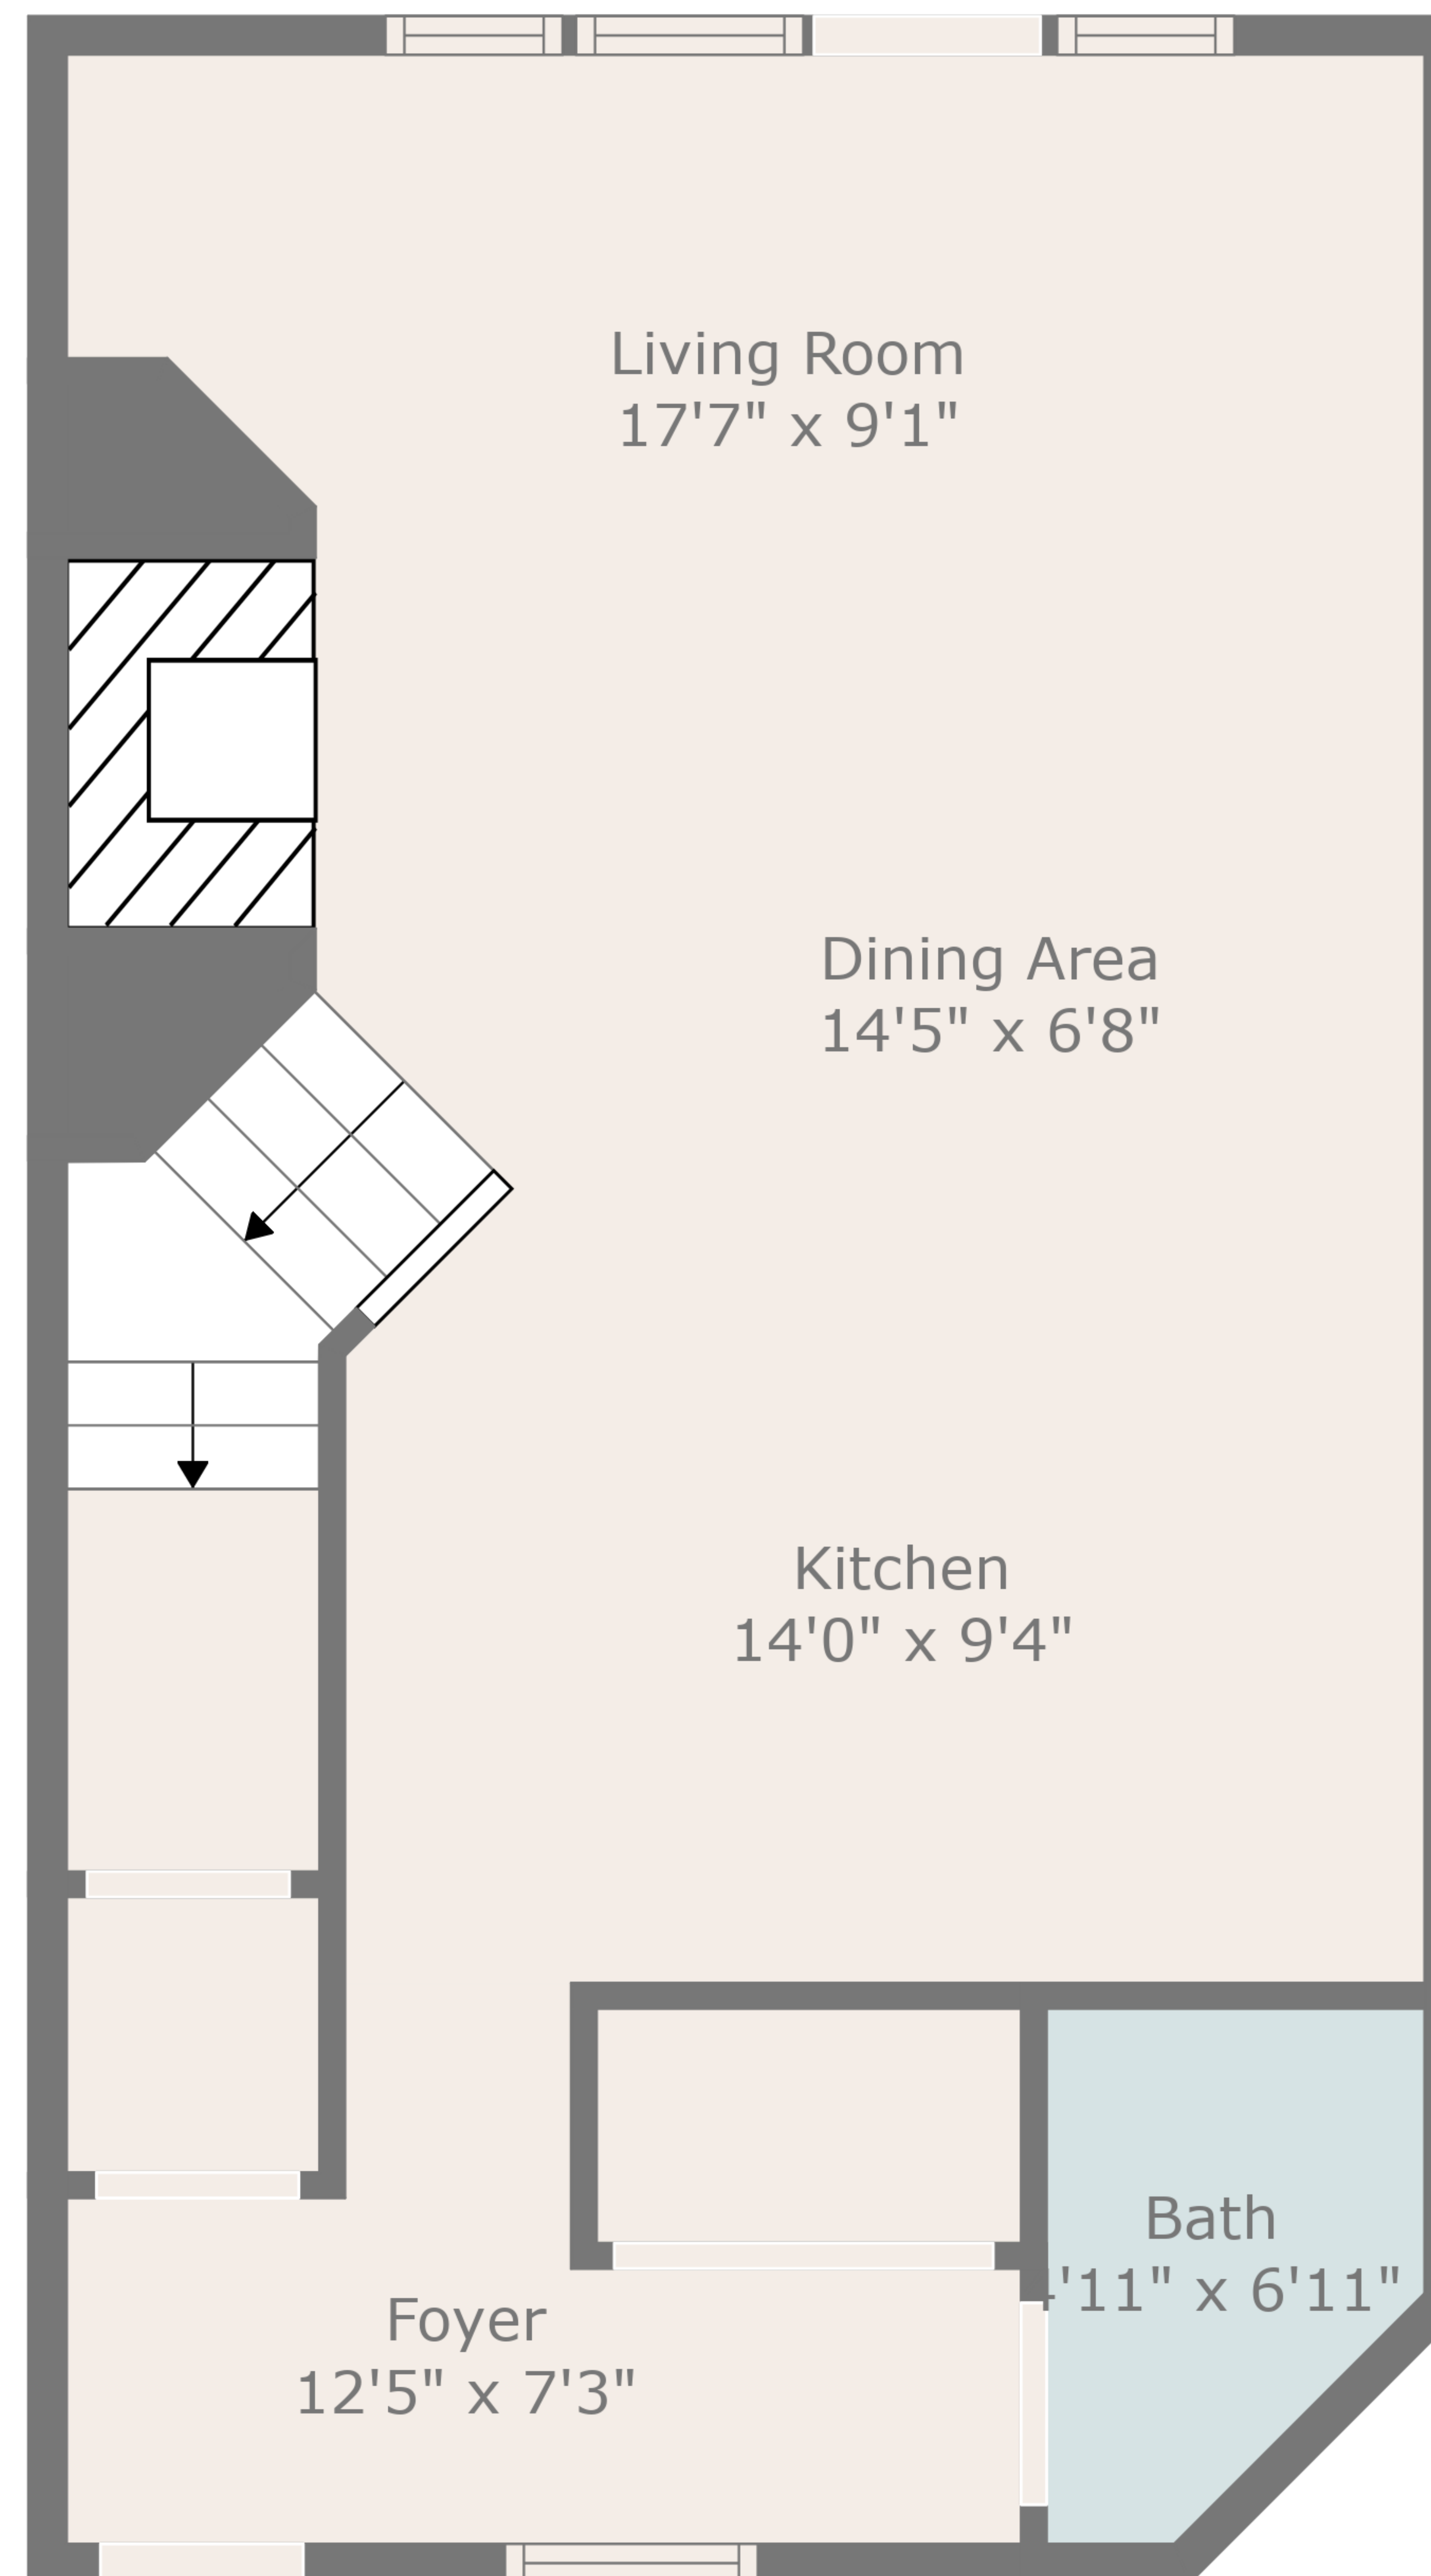 Living Room
17'7" x 9'1"
Dining Area
14'5" x 6'8"
Kitchen
14'0" x 9'4"
Bath
'11" x 6'11"
Foyer
12'5" x 7'3"